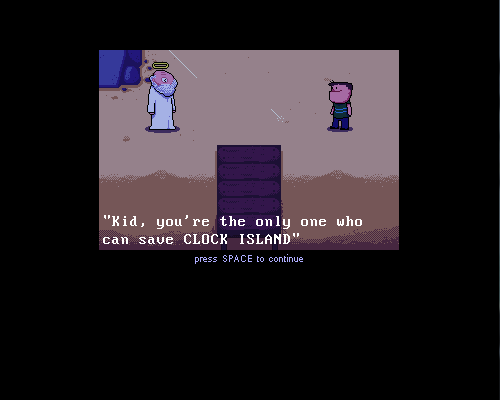 "Kid, you're the only one who
can save CLOCK ISLAND"
press SPACE to continue